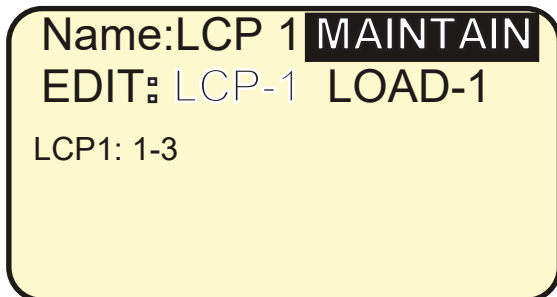 Name:LCP 1 MAINTAIN
EDIT: LCP-1 LOAD-1
LCP1: 1-3